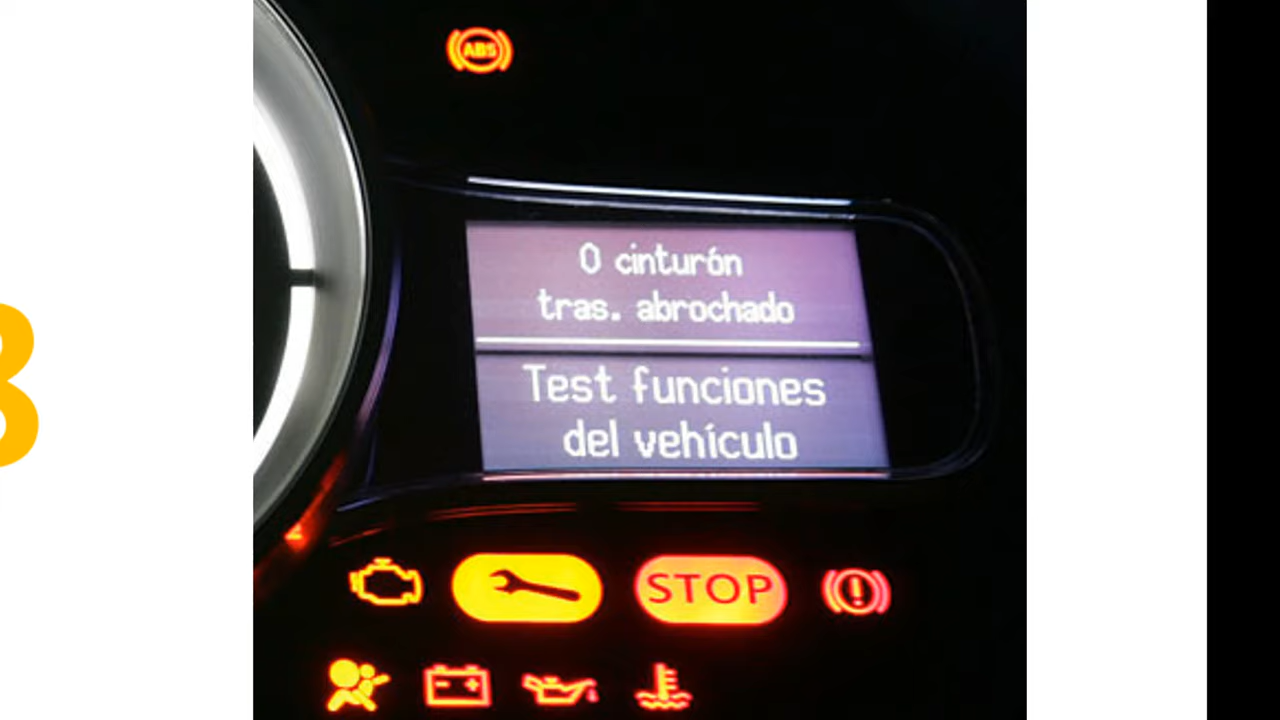 ABS
0 cinturón
tras. abrochado
Test funciones
del vehículo
STOP